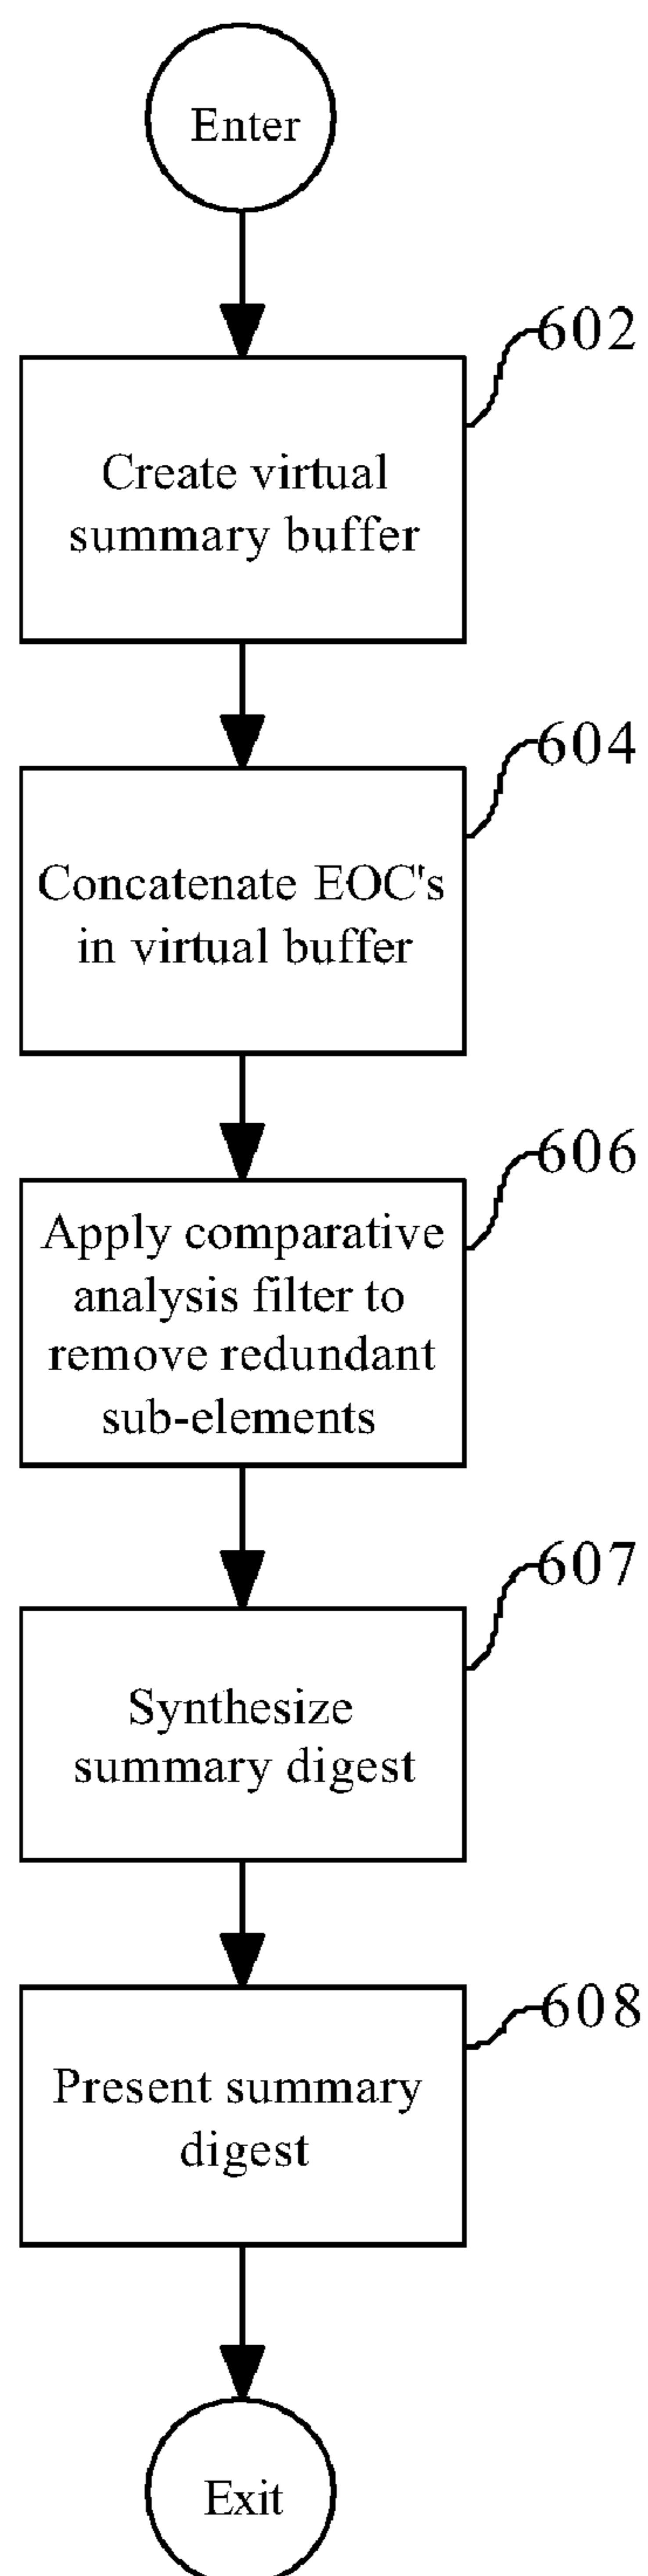 Enter
602
Create virtual
summary buffer
604
Concatenate EOC's
in virtual buffer
606
Apply comparative
analysis filter to
remove redundant
sub-elements
607
Synthesize
summary digest
608
Present summary
digest
Exit